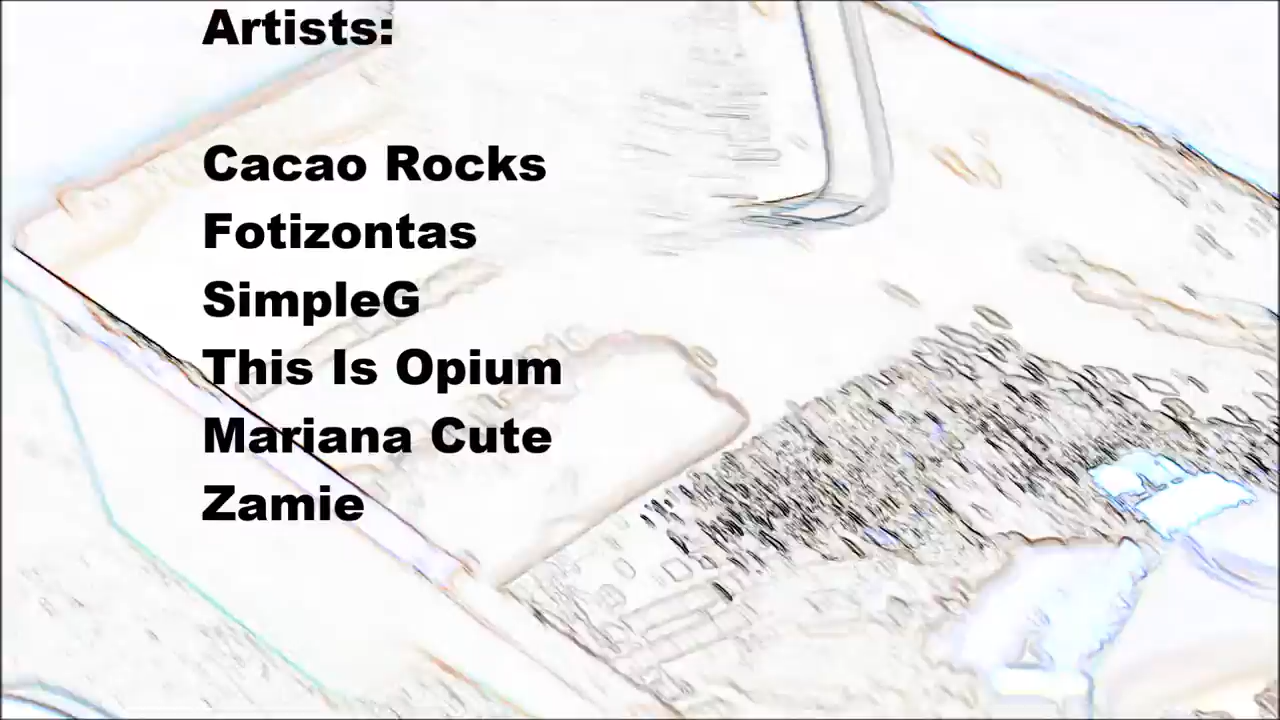 Artists:
Cacao Rocks
Fotizontas
SimpleG
This Is Opium
Mariana Cute
Zamie